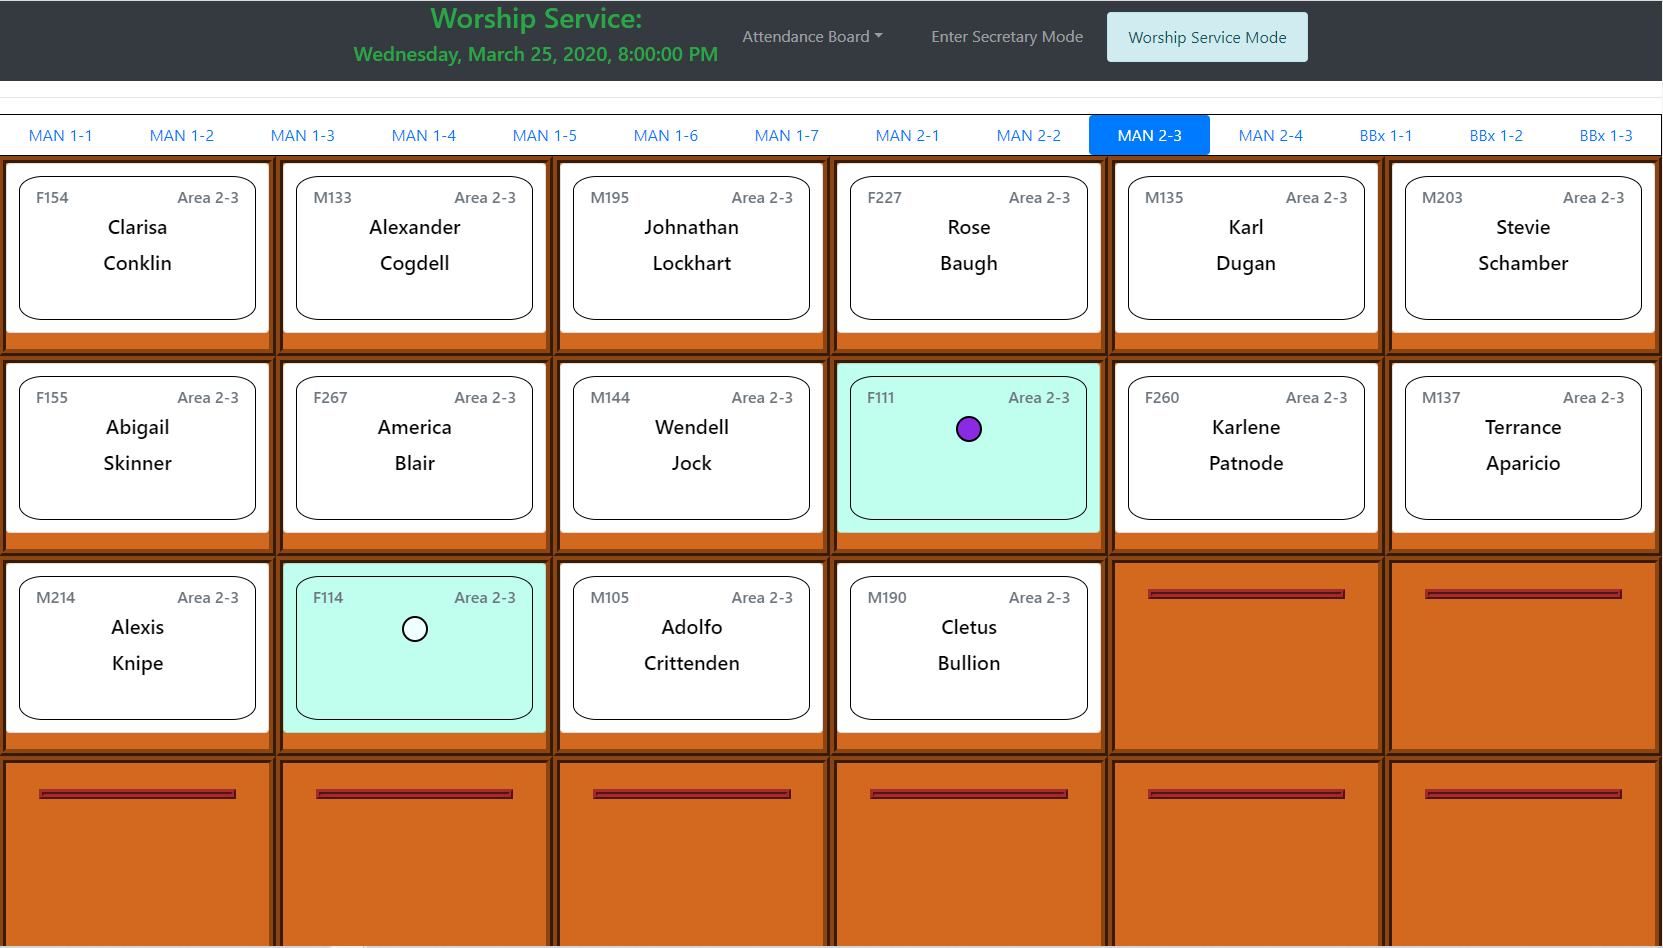 Worship Service:
Wednesday, March 25, 2020, 8:00:00 PM
Attendance Board
Enter Secretary Mode
Worship Service Mode
MAN 1-1 MAN 1-2 MAN 1-3 MAN 1-4 MAN 1-5 MAN 1-6 MAN 1-7 MAN 2-1 MAN 2-2 MAN 2-3 MAN 2-4 BBx 1-1 BBx 1-2 BBx 1-3
F154 Area 2-3
Clarisa
Conklin
M133 Area 2-3
Alexander
Cogdell
M195 Area 2-3
Johnathan
Lockhart
F227 Area 2-3
Rose
Baugh
M135 Area 2-3
Karl
Dugan
M203 Area 2-3
Stevie
Schamber
F155 Area 2-3
Abigail
Skinner
F267 Area 2-3
America
Blair
M144 Area 2-3
Wendell
Jock
F111 Area 2-3
F260 Area 2-3
Karlene
Patnode
M137 Area 2-3
Terrance
Aparicio
M214 Area 2-3
Alexis
Knipe
F114 Area 2-3
M105 Area 2-3
Adolfo
Crittenden
M190 Area 2-3
Cletus
Bullion